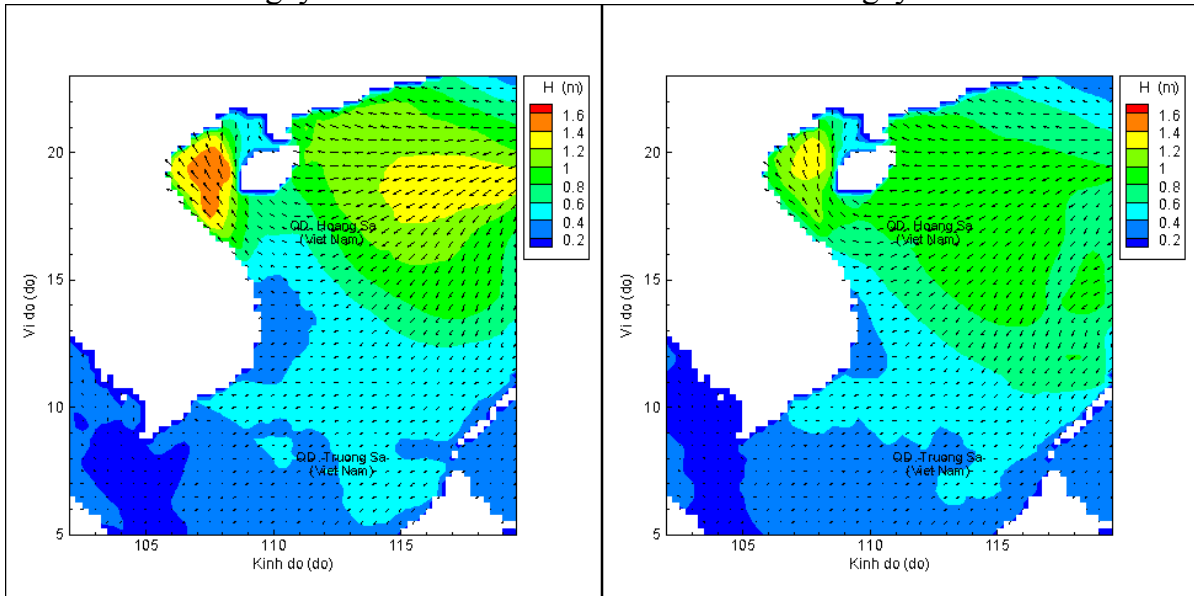 H (m)
1.6
1.4
1.2
1
0.8
0.6
0.4
0.2
20
15
10
5
Vi do (do)
QD. Hoang Sa
(Viet Nam)
QD. Truong Sa
(Viet Nam)
105
110
115
Kinh do (do)
H (m)
1.6
1.4
1.2
1
0.8
0.6
0.4
0.2
20
15
10
5
Vi do (do)
QD. Hoang Sa
(Viet Nam)
QD. Truong Sa
(Viet Nam)
105
110
115
Kinh do (do)